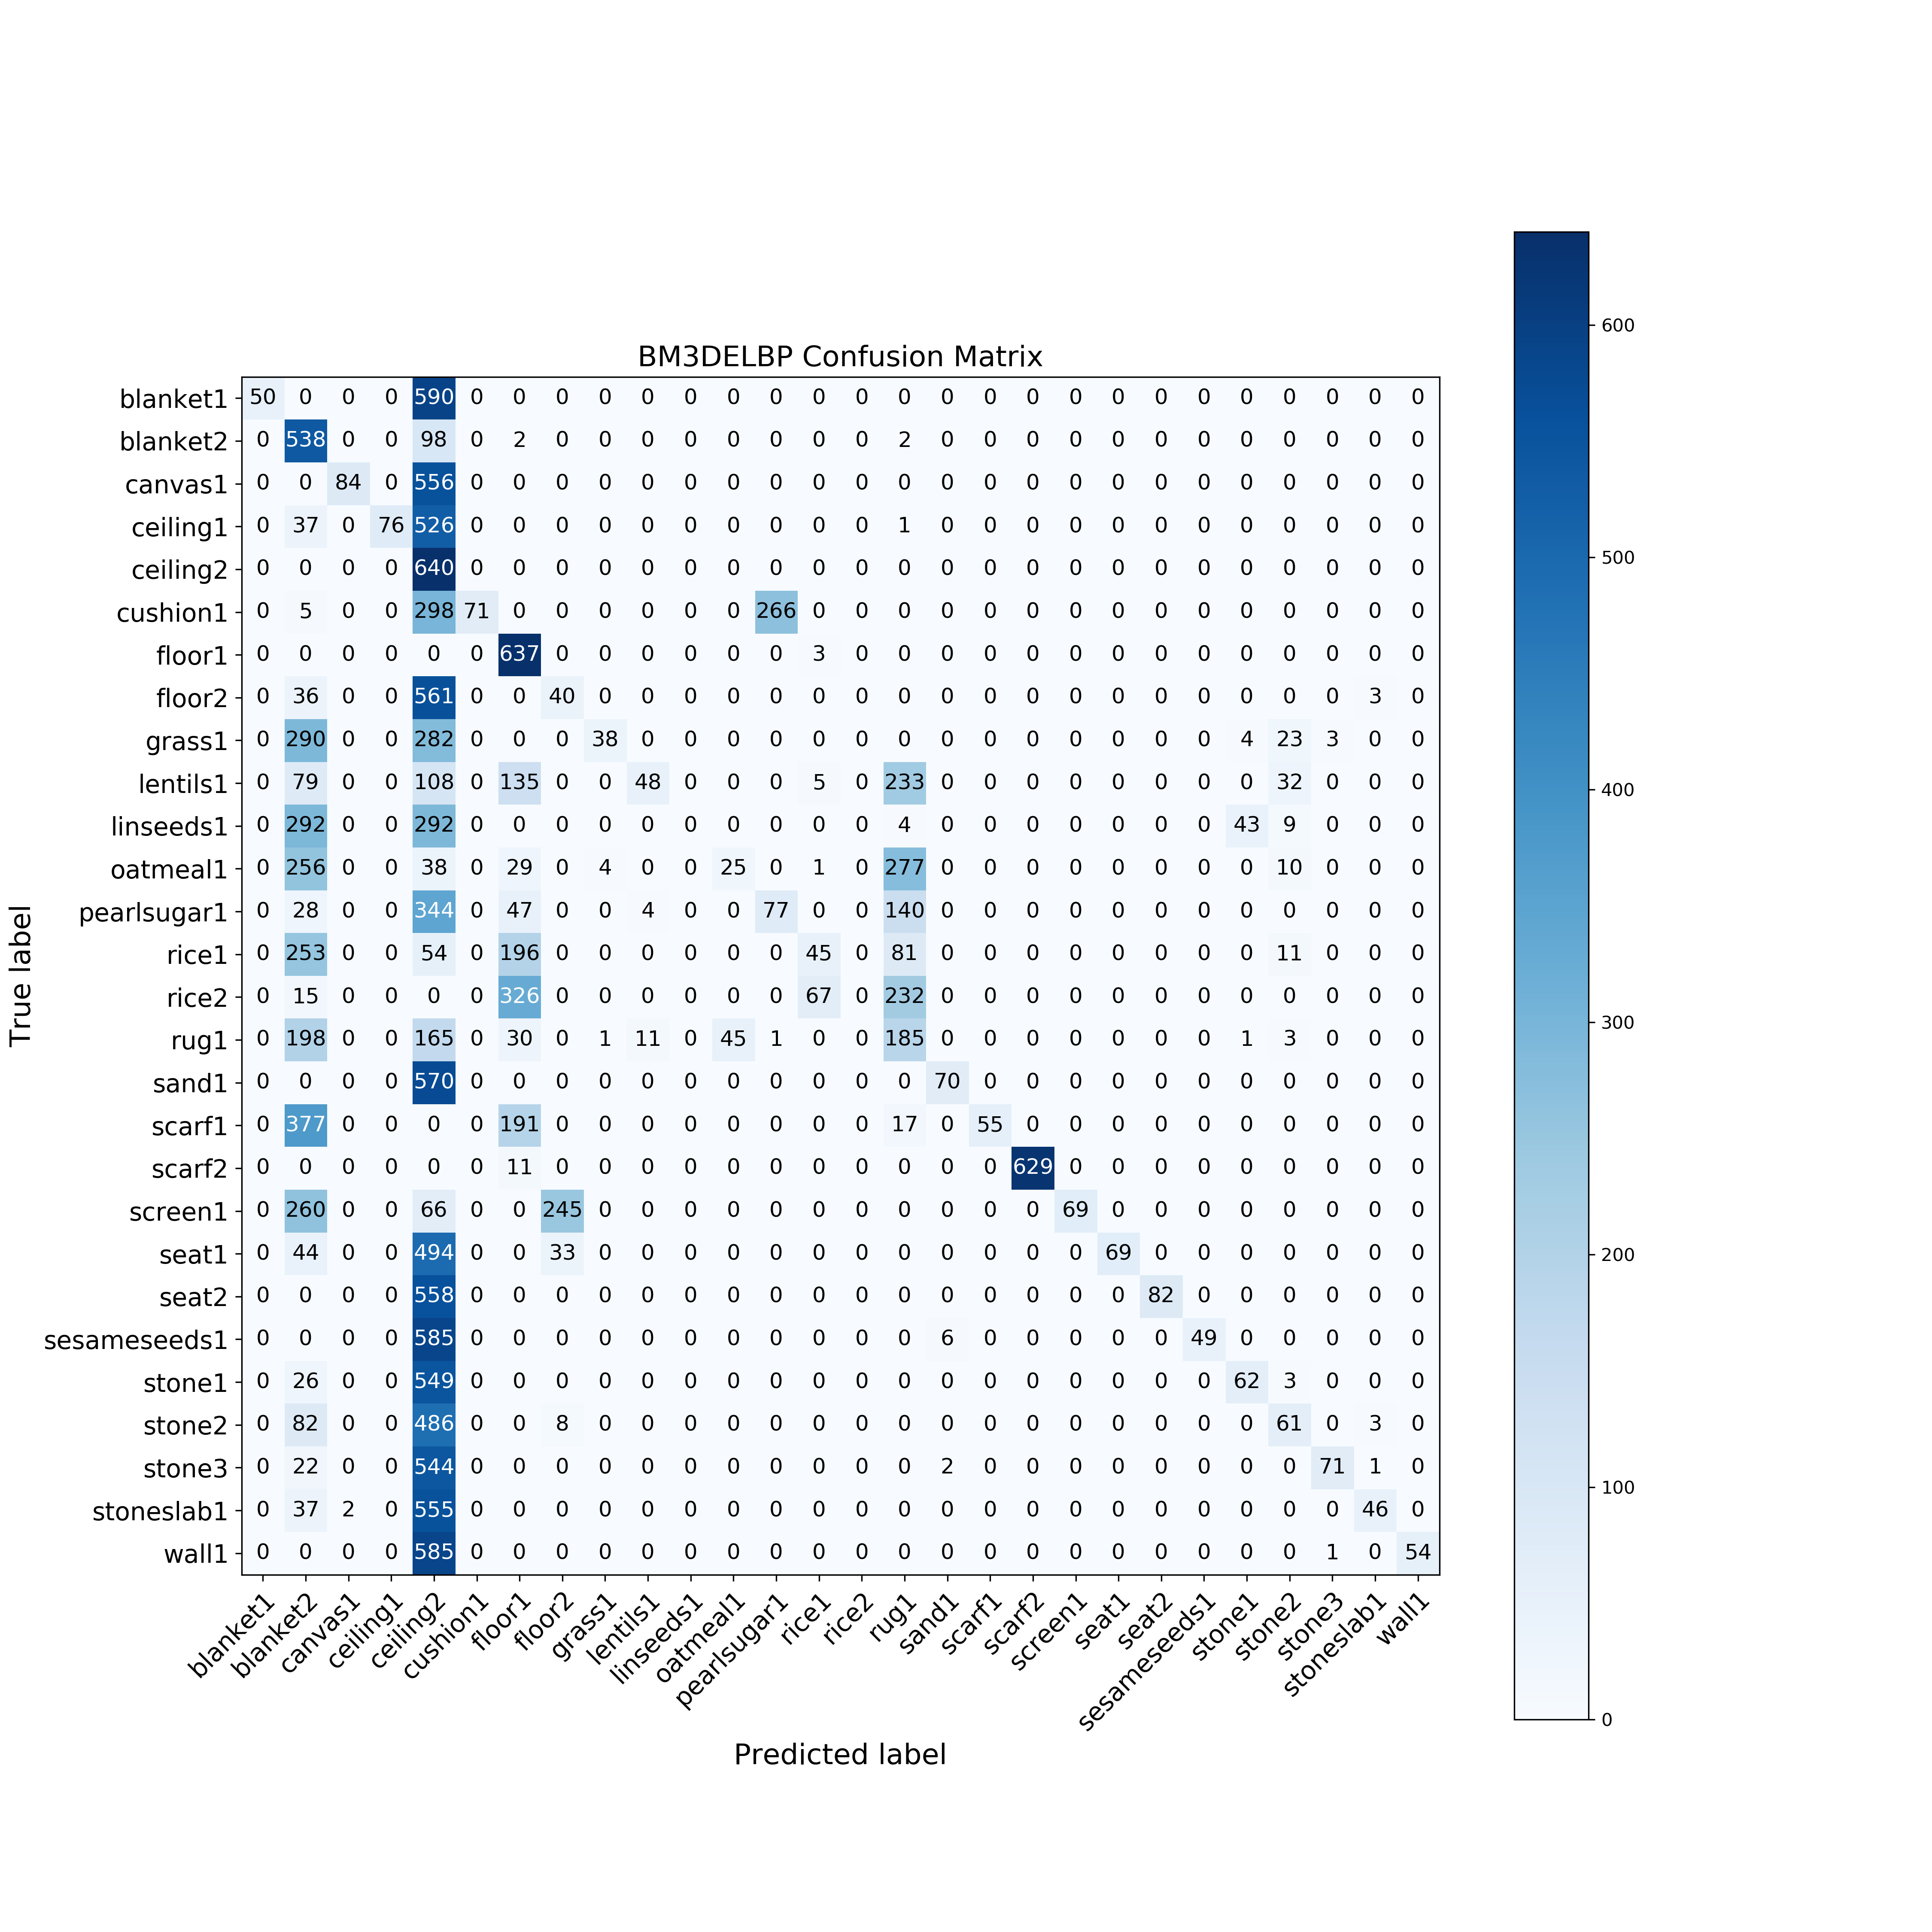 BM3DELBP Confusion Matrix
blanket1 50 0 0 0 590 0 0 0 0 0 0 0 0 0 0 0 0 0 0 0 0 0 0 0 0 0 0 0
blanket2 0 538 0 0 98 0 2 0 0 0 0 0 0 0 0 2 0 0 0 0 0 0 0 0 0 0 0 0
canvas1 0 0 84 0 556 0 0 0 0 0 0 0 0 0 0 0 0 0 0 0 0 0 0 0 0 0 0 0
ceiling1 0 37 0 76 526 0 0 0 0 0 0 0 0 0 0 1 0 0 0 0 0 0 0 0 0 0 0 0
ceiling2 0 0 0 0 640 0 0 0 0 0 0 0 0 0 0 0 0 0 0 0 0 0 0 0 0 0 0 0
cushion1 0 5 0 0 298 71 0 0 0 0 0 0 266 0 0 0 0 0 0 0 0 0 0 0 0 0 0 0
floor1 0 0 0 0 0 0 637 0 0 0 0 0 0 3 0 0 0 0 0 0 0 0 0 0 0 0 0 0
floor2 0 36 0 0 561 0 0 40 0 0 0 0 0 0 0 0 0 0 0 0 0 0 0 0 0 0 3 0
grass1 0 290 0 0 282 0 0 0 38 0 0 0 0 0 0 0 0 0 0 0 0 0 0 4 23 3 0 0
lentils1 0 79 0 0 108 0 135 0 0 48 0 0 0 5 0 233 0 0 0 0 0 0 0 0 32 0 0 0
linseeds1 0 292 0 0 292 0 0 0 0 0 0 0 0 0 0 4 0 0 0 0 0 0 0 43 9 0 0 0
oatmeal1 0 256 0 0 38 0 29 0 4 0 0 25 0 1 0 277 0 0 0 0 0 0 0 0 10 0 0 0
pearlsugar1 0 28 0 0 344 0 47 0 0 4 0 0 77 0 0 140 0 0 0 0 0 0 0 0 0 0 0 0
rice1 0 253 0 0 54 0 196 0 0 0 0 0 0 45 0 81 0 0 0 0 0 0 0 0 11 0 0 0
rice2 0 15 0 0 0 0 326 0 0 0 0 0 0 67 0 232 0 0 0 0 0 0 0 0 0 0 0 0
rug1 0 198 0 0 165 0 30 0 1 11 0 45 1 0 0 185 0 0 0 0 0 0 0 1 3 0 0 0
sand1 0 0 0 0 570 0 0 0 0 0 0 0 0 0 0 0 70 0 0 0 0 0 0 0 0 0 0 0
scarf1 0 377 0 0 0 0 191 0 0 0 0 0 0 0 0 17 0 55 0 0 0 0 0 0 0 0 0 0
scarf2 0 0 0 0 0 0 11 0 0 0 0 0 0 0 0 0 0 0 629 0 0 0 0 0 0 0 0 0
screen1 0 260 0 0 66 0 0 245 0 0 0 0 0 0 0 0 0 0 0 69 0 0 0 0 0 0 0 0
seat1 0 44 0 0 494 0 0 33 0 0 0 0 0 0 0 0 0 0 0 0 69 0 0 0 0 0 0 0
seat2 0 0 0 0 558 0 0 0 0 0 0 0 0 0 0 0 0 0 0 0 0 82 0 0 0 0 0 0
sesameseeds1 0 0 0 0 585 0 0 0 0 0 0 0 0 0 0 0 6 0 0 0 0 0 49 0 0 0 0 0
stone1 0 26 0 0 549 0 0 0 0 0 0 0 0 0 0 0 0 0 0 0 0 0 0 62 3 0 0 0
stone2 0 82 0 0 486 0 0 8 0 0 0 0 0 0 0 0 0 0 0 0 0 0 0 0 61 0 3 0
stone3 0 22 0 0 544 0 0 0 0 0 0 0 0 0 0 0 2 0 0 0 0 0 0 0 0 71 1 0
stoneslab1 0 37 2 0 555 0 0 0 0 0 0 0 0 0 0 0 0 0 0 0 0 0 0 0 0 0 46 0
wall1 0 0 0 0 585 0 0 0 0 0 0 0 0 0 0 0 0 0 0 0 0 0 0 0 0 1 0 54
blanket1 blanket2 canvas1 ceiling1 ceiling2 cushion1 floor1 floor2 grass1 lentils1 linseeds1 oatmeal1 pearlsugar1 rice1 rice2 rug1 sand1 scarf1 scarf2 screen1 seat1 seat2 sesameseeds1 stone1 stone2 stone3 stoneslab1 wall1
Predicted label
True label
600
500
400
300
200
100
0